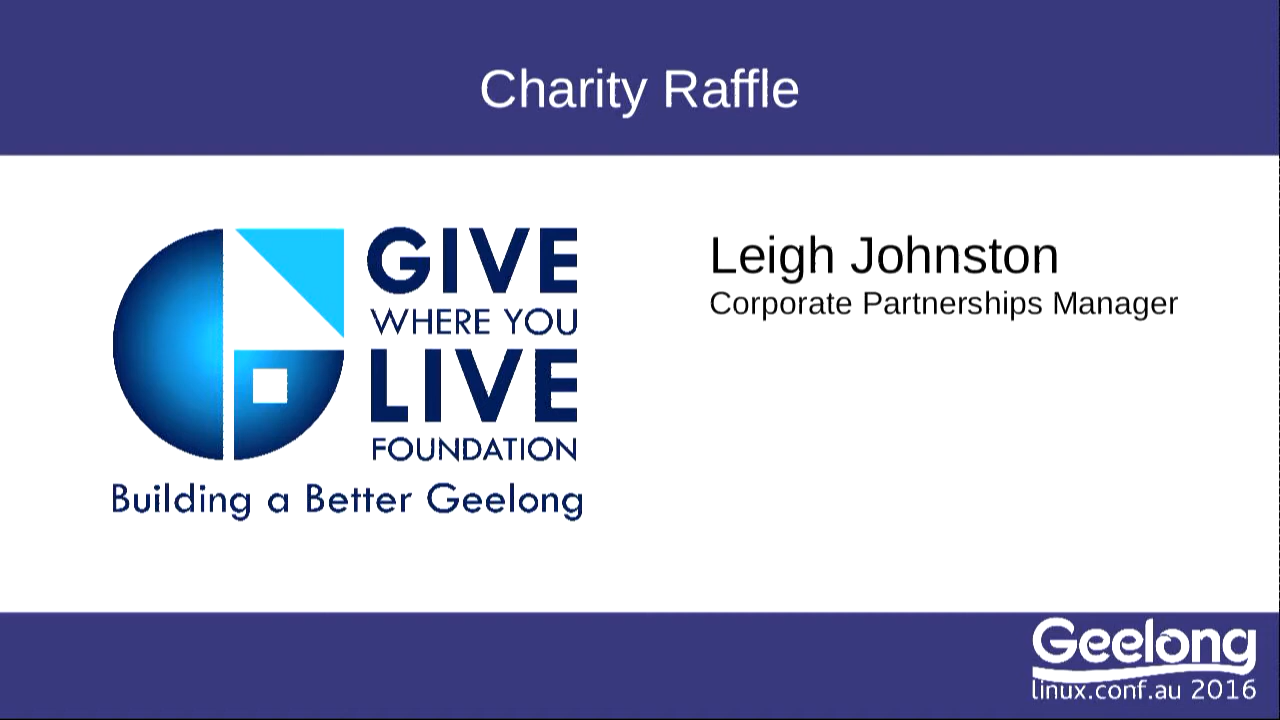 Charity Raffle
GIVE
WHERE YOU
LIVE
FOUNDATION
Building a Better Geelong
Leigh Johnston
Corporate Partnerships Manager
Geelong
linux.conf.au 2016